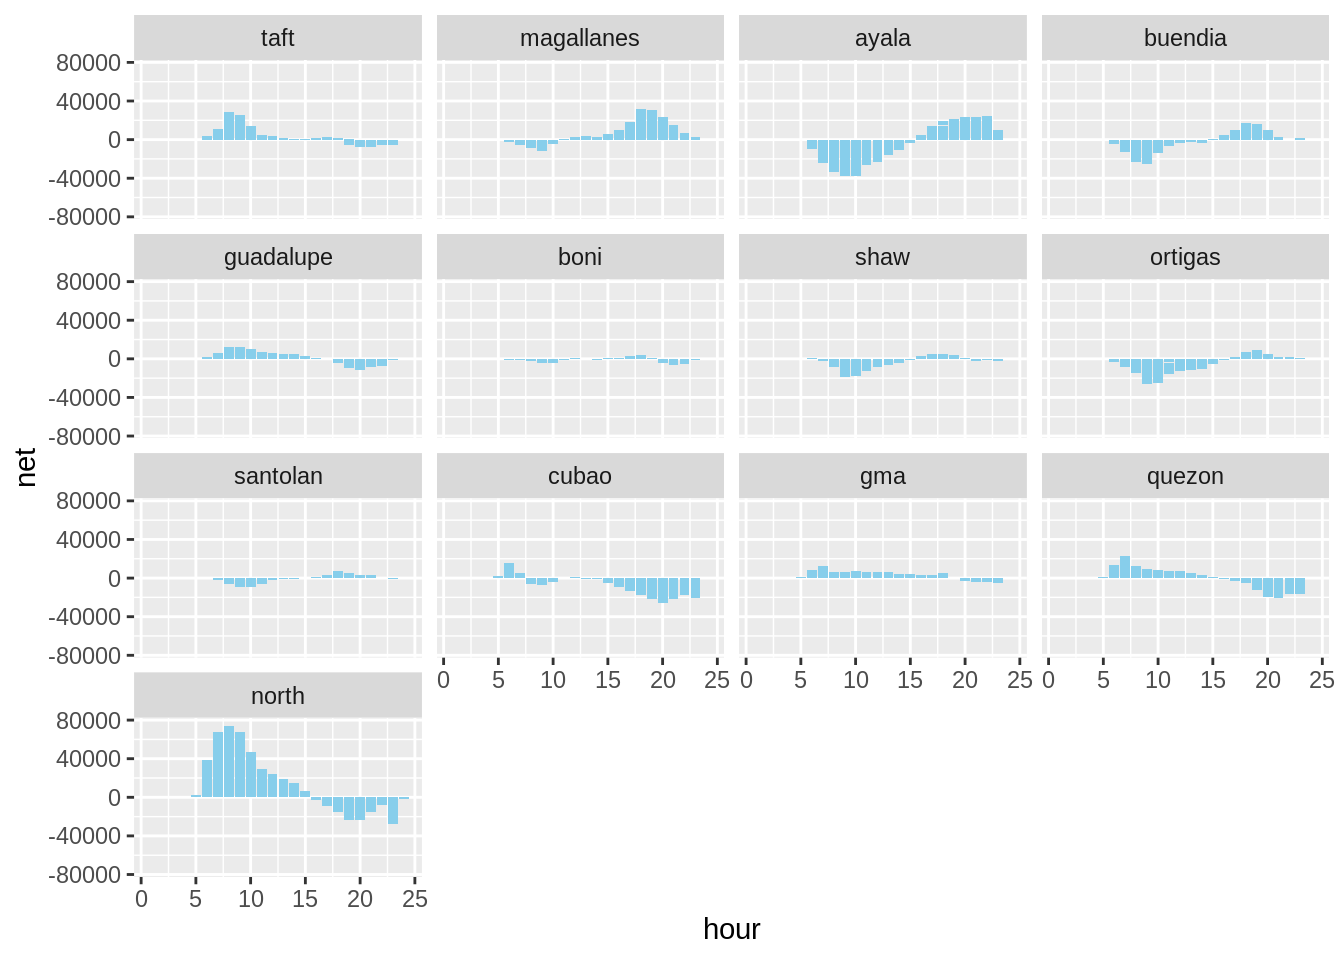 taft magallanes ayala buendia
80000
40000
0
-40000
-80000
guadalupe boni shaw ortigas
80000
40000
0
-40000
-80000
net
santolan cubao gma quezon
80000
40000
0
-40000
-80000
0 5 10 15 20 25 0 5 10 15 20 25 0 5 10 15 20 25
north
80000
40000
0
-40000
-80000
0 5 10 15 20 25
hour